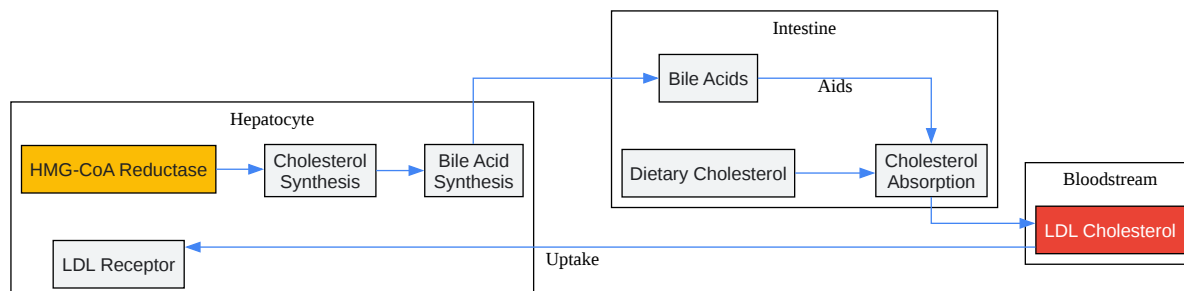 Intestine
Bile Acids
Aids
Hepatocyte
HMG-CoA Reductase
Cholesterol
Synthesis
Bile Acid
Synthesis
Dietary Cholesterol
Cholesterol
Absorption
Bloodstream
LDL Cholesterol
LDL Receptor
Uptake